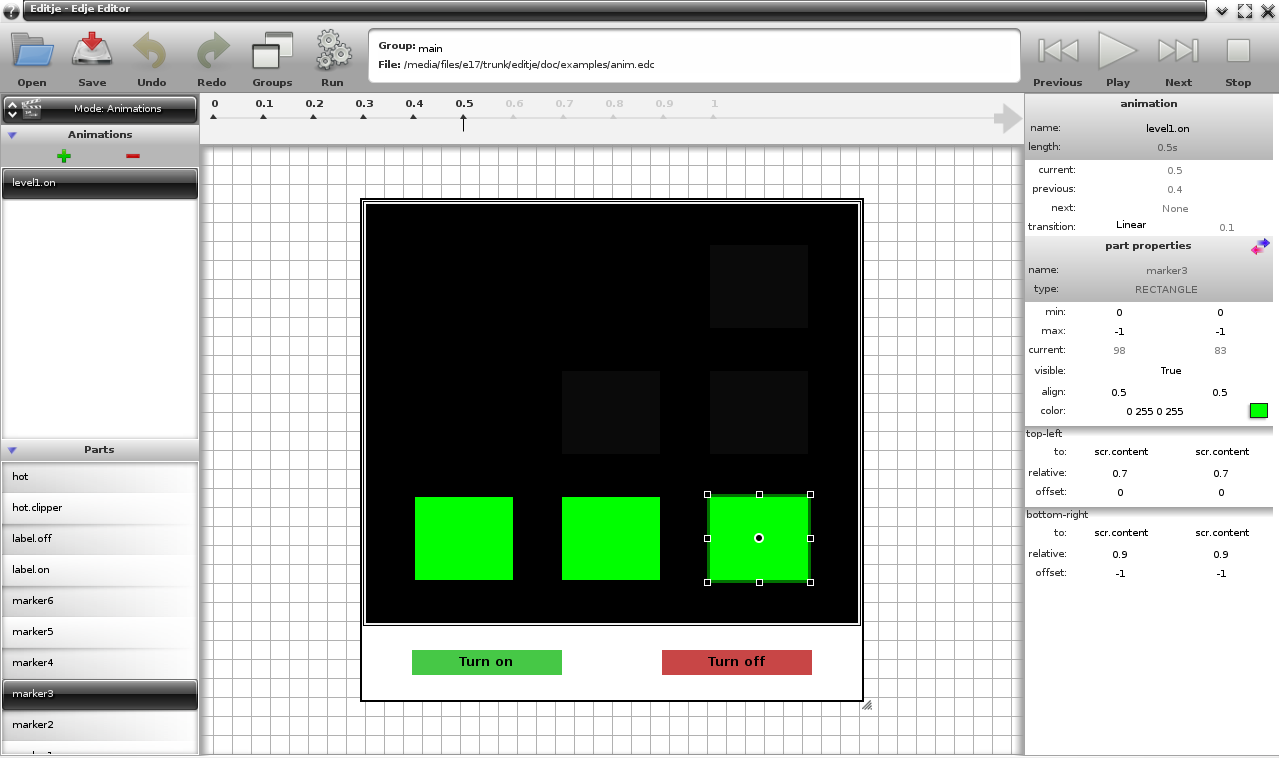 Editje - Edje Editor
Open Save Undo Redo Groups Run
Group: main
File: /media/files/e17/trunk/editje/doc/examples/anim.edc
Previous Play Next Stop
Mode: Animations
Animations
level1.on
Parts
hot
hot.clipper
label.off
label.on
marker6
marker5
marker4
marker3
marker2
0 0.1 0.2 0.3 0.4 0.5 0.6 0.7 0.8 0.9 1
Turn on
Turn off
animation
name: level1.on
length: 0.5s
current: 0.5
previous: 0.4
next: None
transition: Linear 0.1
part properties
name: marker3
type: RECTANGLE
min: 0 0
max: -1 -1
current: 98 83
visible: True
align: 0.5 0.5
color: 0 255 0 255
top-left
to: scr.content scr.content
relative: 0.7 0.7
offset: 0 0
bottom-right
to: scr.content scr.content
relative: 0.9 0.9
offset: -1 -1